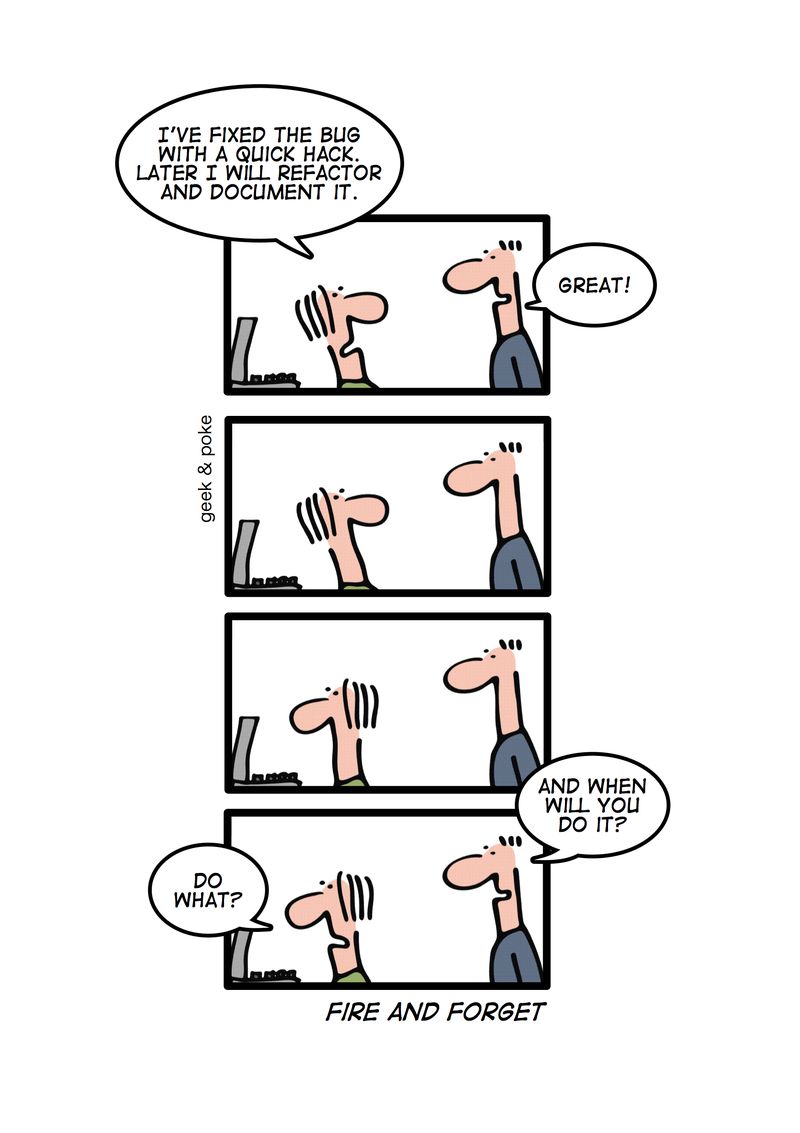 I'VE FIXED THE BUG
WITH A QUICK HACK.
LATER I WILL REFACTOR
AND DOCUMENT IT.
GREAT!
geek & poke
AND WHEN
WILL YOU
DO IT?
DO
WHAT?
FIRE AND FORGET